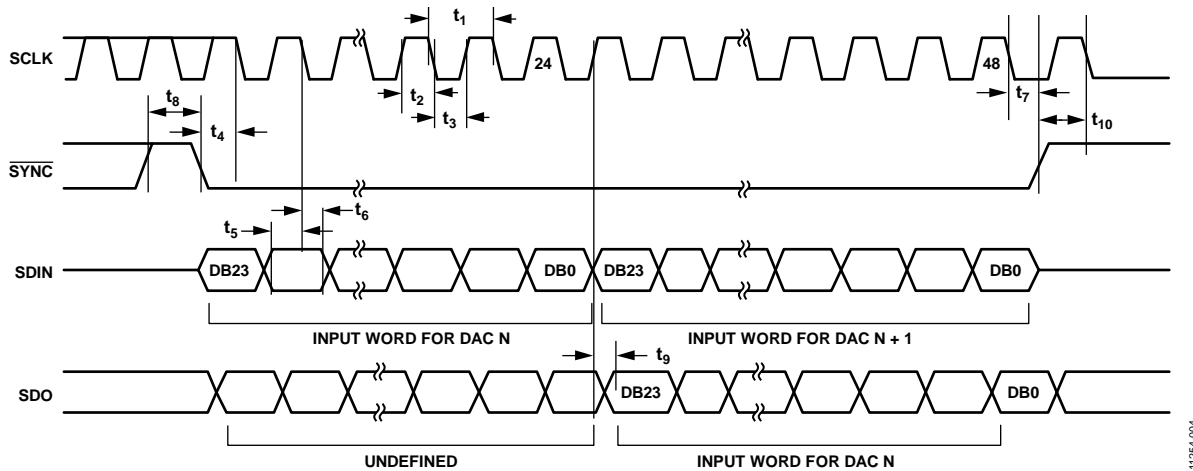 t1
SCLK
24
48
t8
t2
t7
t4
t3
t10
SYNC
t6
t5
SDIN
DB23
DB0
DB23
DB0
INPUT WORD FOR DAC N
INPUT WORD FOR DAC N + 1
t9
SDO
DB23
DB0
UNDEFINED
INPUT WORD FOR DAC N